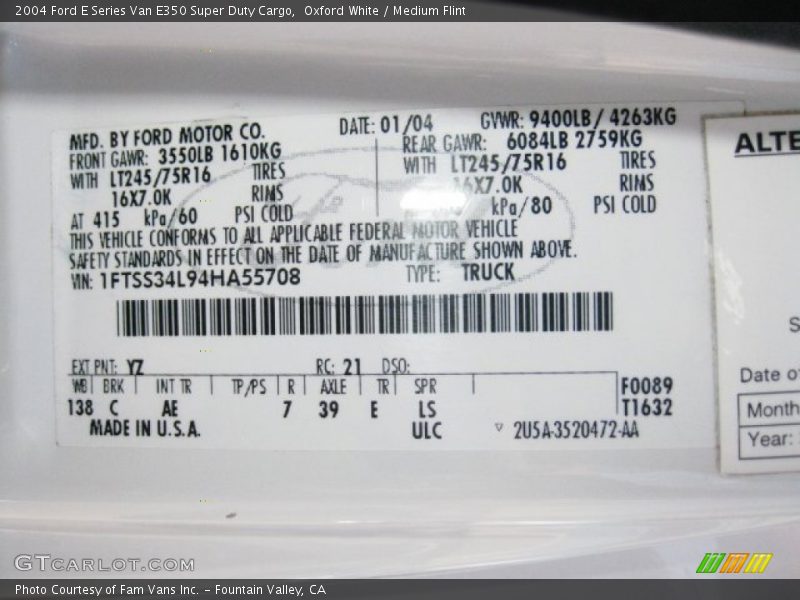 2004 Ford E Series Van E350 Super Duty Cargo, Oxford White / Medium Flint
MFD. BY FORD MOTOR CO. DATE: 01/04 GVWR: 9400LB / 4263KG
FRONT GAWR: 3550LB 1610KG REAR GAWR: 6084LB 2759KG
WITH LT245/75R16 TIRES WITH LT245/75R16 TIRES
16X7.0K RIMS 16X7.0K RIMS
AT 415 kPa/60 PSI COLD kPa/80 PSI COLD
THIS VEHICLE CONFORMS TO ALL APPLICABLE FEDERAL MOTOR VEHICLE
SAFETY STANDARDS IN EFFECT ON THE DATE OF MANUFACTURE SHOWN ABOVE.
VIN: 1FTSS34L94HA55708 TYPE: TRUCK
EXT PNT: YZ RC: 21 DSO:
WB BRK INT TR TP/PS R AXLE TR SPR F0089
138 C AE 7 39 E LS T1632
MADE IN U.S.A. ULC ▽ 2U5A-3520472-AA
ALTE
S
Date of
Month
Year:
GTCARLOT.COM
Photo Courtesy of Fam Vans Inc. – Fountain Valley, CA